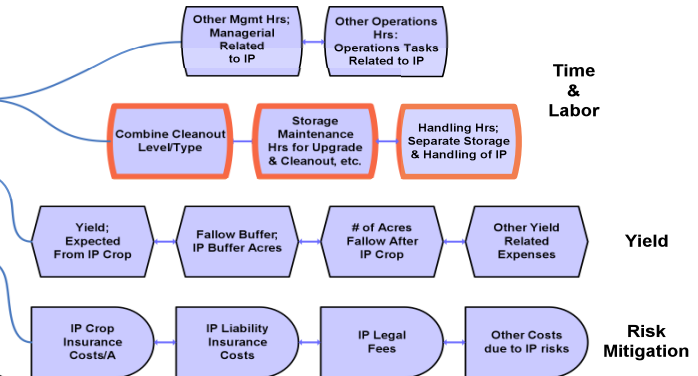 Other Mgmt Hrs;
Managerial
Related
to IP
Other Operations
Hrs:
Operations Tasks
Related to IP
Time
&
Labor
Combine Cleanout
Level/Type
Storage
Maintenance
Hrs for Upgrade
& Cleanout, etc.
Handling Hrs;
Separate Storage
& Handling of IP
Yield;
Expected
From IP Crop
Fallow Buffer;
IP Buffer Acres
# of Acres
Fallow After
IP Crop
Other Yield
Related
Expenses
Yield
IP Crop
Insurance
Costs/A
IP Liability
Insurance
Costs
IP Legal
Fees
Other Costs
due to IP risks
Risk
Mitigation